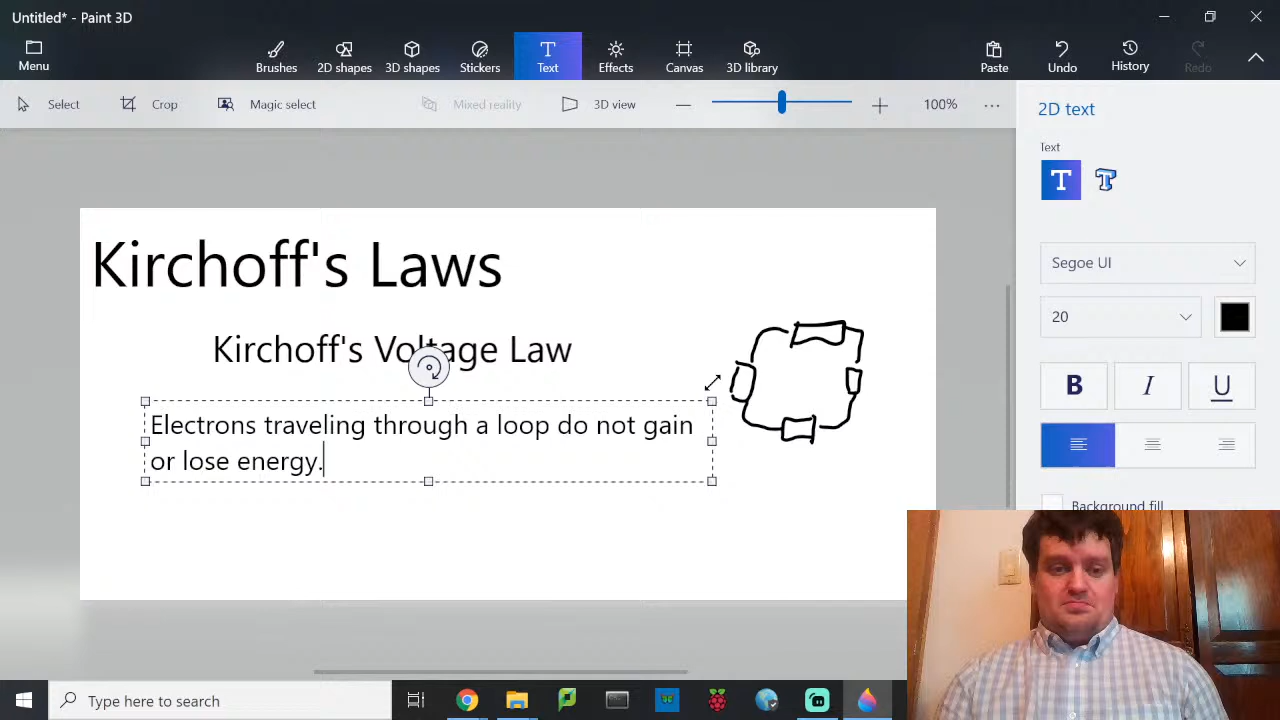 Untitled* - Paint 3D
Menu
Brushes
2D shapes
3D shapes
Stickers
Text
Effects
Canvas
3D library
Paste
Undo
History
Redo
Select
Crop
Magic select
Mixed reality
3D view
100%
2D text
Text
Segoe UI
20
B I U
Background fill
Kirchoff's Laws
Kirchoff's Voltage Law
Electrons traveling through a loop do not gain
or lose energy.
Type here to search